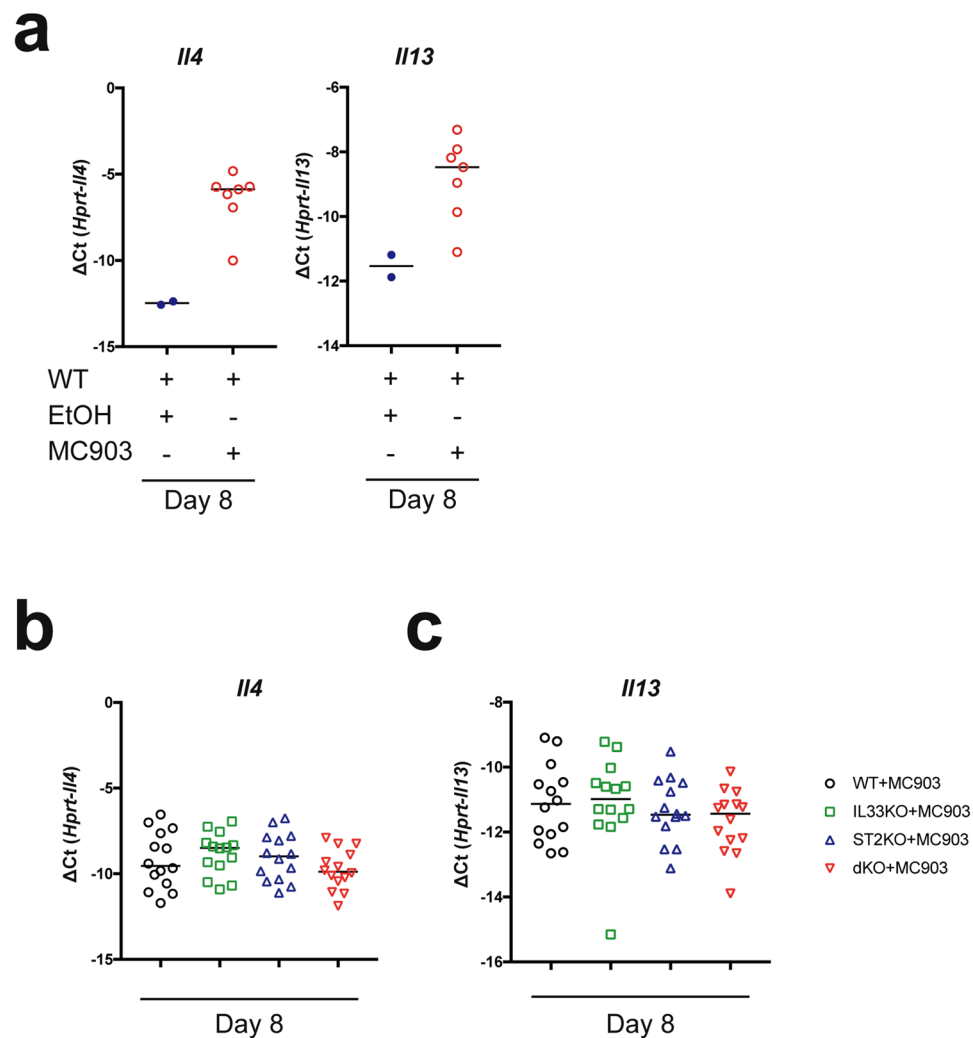 a
Il4
Il13
ΔCt (Hprt-Il4)
0
-5
-10
-15
ΔCt (Hprt-Il13)
-6
-8
-10
-12
-14
WT + + + +
EtOH + - + -
MC903 - + - +
Day 8 Day 8
b
c
Il4
Il13
ΔCt (Hprt-Il4)
0
-5
-10
-15
ΔCt (Hprt-Il13)
-8
-10
-12
-14
-16
WT+MC903
IL33KO+MC903
ST2KO+MC903
dKO+MC903
Day 8
Day 8